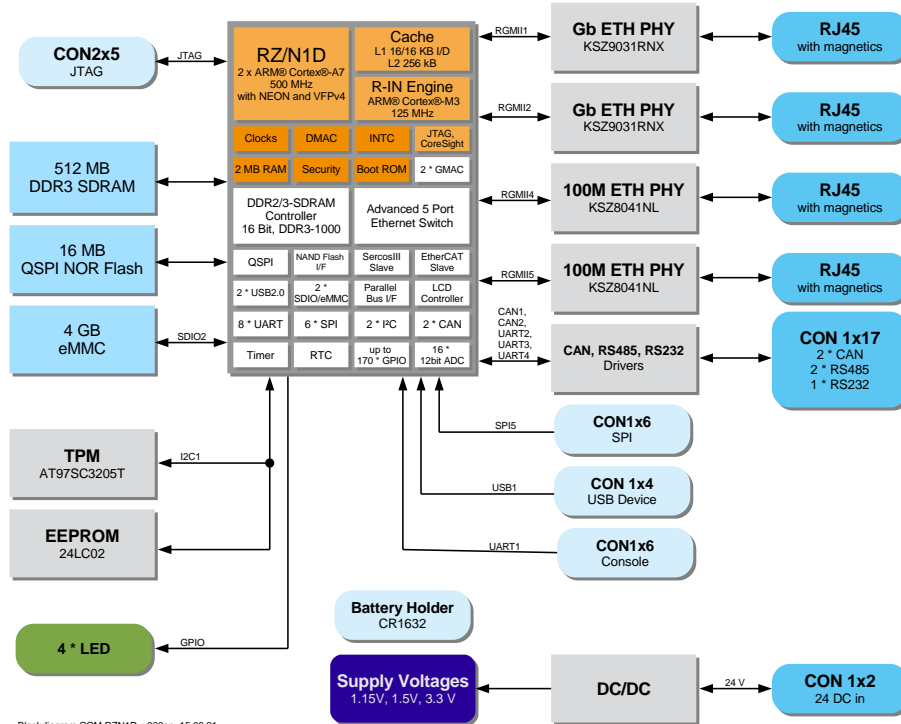 CON2x5
JTAG
JTAG
RZ/N1D
2 x ARM® Cortex®-A7
500 MHz
with NEON and VFPv4
Cache
L1 16/16 KB I/D
L2 256 kB
R-IN Engine
ARM® Cortex®-M3
125 MHz
Clocks
DMAC
INTC
JTAG,
CoreSight
2 MB RAM
Security
Boot ROM
2 * GMAC
DDR2/3-SDRAM
Controller
16 Bit, DDR3-1000
Advanced 5 Port
Ethernet Switch
QSPI
NAND Flash
I/F
SercosIII
Slave
EtherCAT
Slave
2 * USB2.0
2 *
SDIO/eMMC
Parallel
Bus I/F
LCD
Controller
8 * UART
6 * SPI
2 * I²C
2 * CAN
Timer
RTC
up to
170 * GPIO
16 *
12bit ADC
RGMII1
Gb ETH PHY
KSZ9031RNX
RJ45
with magnetics
RGMII2
Gb ETH PHY
KSZ9031RNX
RJ45
with magnetics
RGMII4
100M ETH PHY
KSZ8041NL
RJ45
with magnetics
RGMII5
100M ETH PHY
KSZ8041NL
RJ45
with magnetics
CAN1,
CAN2,
UART2,
UART3,
UART4
CAN, RS485, RS232
Drivers
CON 1x17
2 * CAN
2 * RS485
1 * RS232
512 MB
DDR3 SDRAM
16 MB
QSPI NOR Flash
4 GB
eMMC
SDIO2
TPM
AT97SC3205T
I2C1
EEPROM
24LC02
4 * LED
GPIO
SPI5
CON1x6
SPI
USB1
CON 1x4
USB Device
UART1
CON1x6
Console
Battery Holder
CR1632
Supply Voltages
1.15V, 1.5V, 3.3 V
DC/DC
24 V
CON 1x2
24 DC in